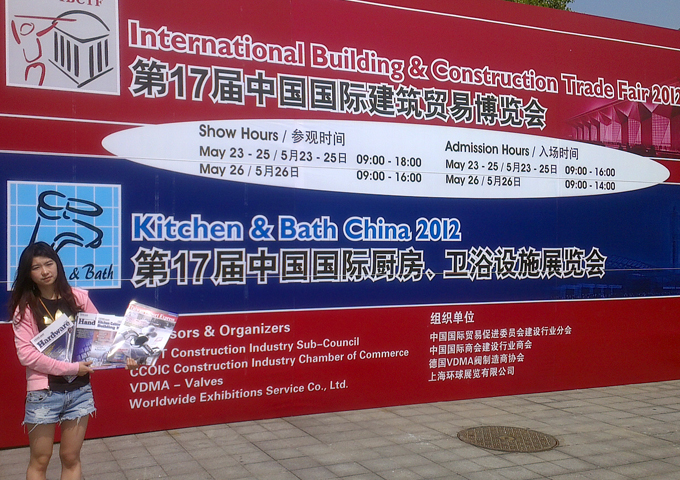 International Building & Construction Trade Fair 2012
第17届中国国际建筑贸易博览会
Show Hours / 参观时间
May 23 - 25 / 5月23 - 25日 09:00 - 18:00
May 26 / 5月26日 09:00 - 16:00
Admission Hours / 入场时间
May 23 - 25 / 5月23 - 25日 09:00 - 16:00
May 26 / 5月26日 09:00 - 14:00
& Bath
Kitchen & Bath China 2012
第17届中国国际厨房、卫浴设施展览会
sors & Organizers
T Construction Industry Sub-Council
CCOIC Construction Industry Chamber of Commerce
VDMA - Valves
Worldwide Exhibitions Service Co., Ltd.
组织单位
中国国际贸易促进委员会建设行业分会
中国国际商会建设行业商会
德国VDMA阀制造商协会
上海环球展览有限公司
Hardware
Hand